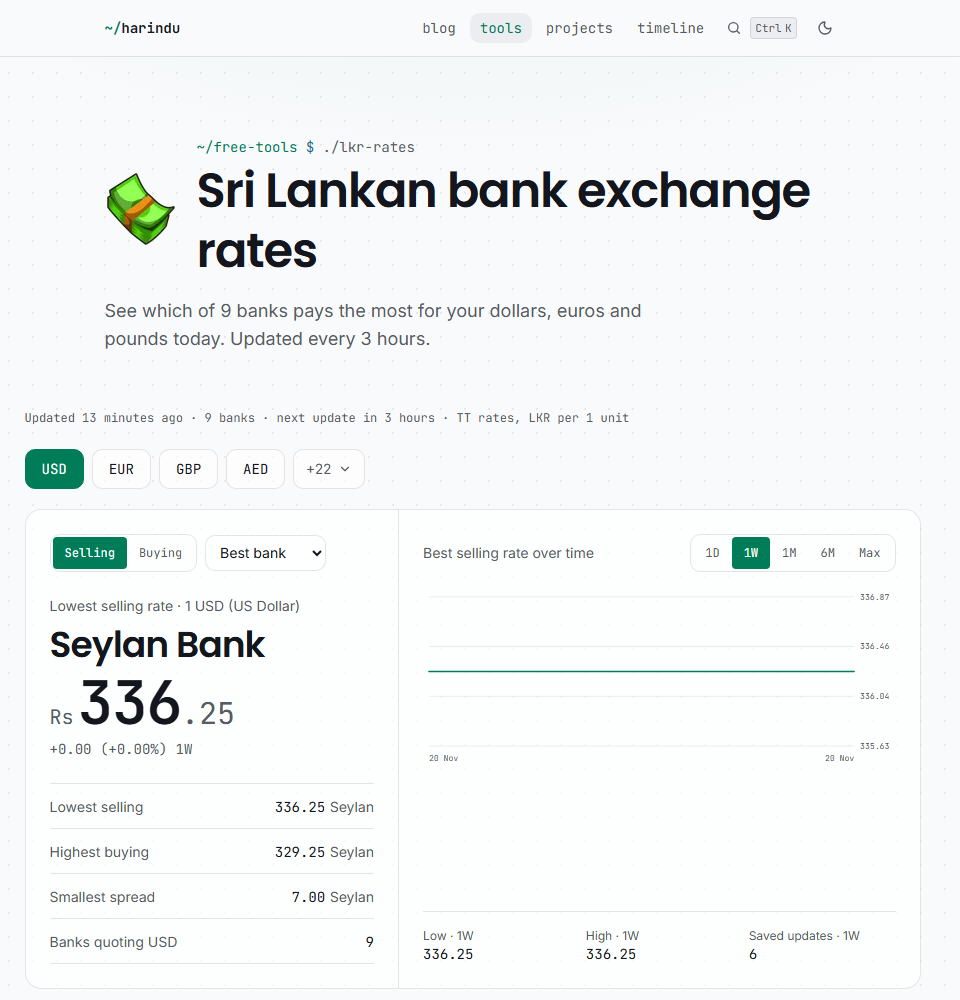 ~/harindu
blog tools projects timeline Ctrl K
~/free-tools $ ./lkr-rates
Sri Lankan bank exchange
rates
See which of 9 banks pays the most for your dollars, euros and
pounds today. Updated every 3 hours.
Updated 13 minutes ago · 9 banks · next update in 3 hours · TT rates, LKR per 1 unit
USD EUR GBP AED +22
Selling Buying Best bank
Lowest selling rate · 1 USD (US Dollar)
Seylan Bank
Rs 336.25
+0.00 (+0.00%) 1W
Lowest selling 336.25 Seylan
Highest buying 329.25 Seylan
Smallest spread 7.00 Seylan
Banks quoting USD 9
Best selling rate over time
1D 1W 1M 6M Max
336.87
336.46
336.04
335.63
20 Nov 20 Nov
Low · 1W High · 1W Saved updates · 1W
336.25 336.25 6